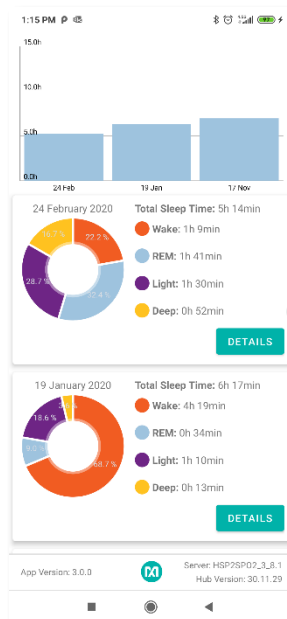 1:15 PM
97
15.0h
10.0h
5.0h
0.0h
24 Feb 19 Jan 17 Nov
24 February 2020
Total Sleep Time: 5h 14min
16.7 %
22.2 %
28.7 %
32.4 %
Wake: 1h 9min
REM: 1h 41min
Light: 1h 30min
Deep: 0h 52min
DETAILS
19 January 2020
Total Sleep Time: 6h 17min
18.6 %
68.7 %
Wake: 4h 19min
REM: 0h 34min
Light: 1h 10min
Deep: 0h 13min
DETAILS
App Version: 3.0.0
Server: HSP2SPO2_3_8.1
Hub Version: 30.11.29